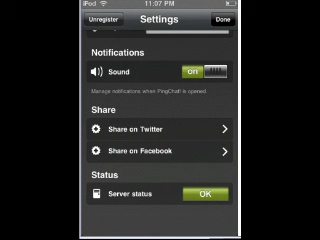 iPod 11:07 PM
Unregister Settings Done
Notifications
Sound On
Manage notifications when PingChat! is opened
Share
Share on Twitter
Share on Facebook
Status
Server status OK